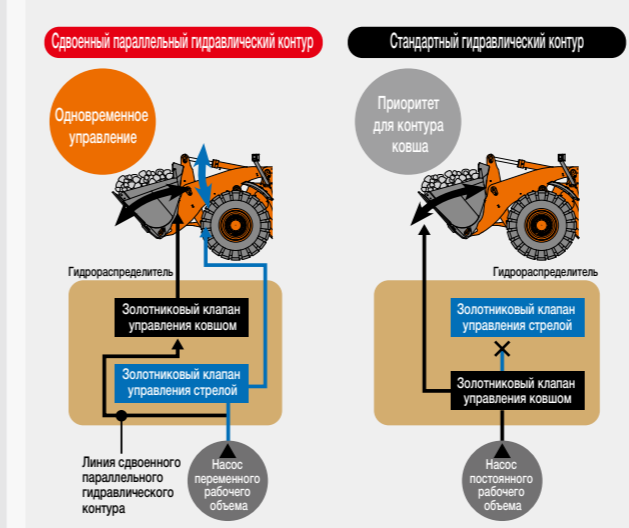 Сдвоенный параллельный гидравлический контур
Одновременное
управление
Гидрораспределитель
Золотниковый клапан
управления ковшом
Золотниковый клапан
управления стрелой
Линия сдвоенного
параллельного
гидравлического
контура
Насос
переменного
рабочего
объема
Стандартный гидравлический контур
Приоритет
для контура
ковша
Гидрораспределитель
Золотниковый клапан
управления стрелой
Золотниковый клапан
управления ковшом
Насос
постоянного
рабочего
объема